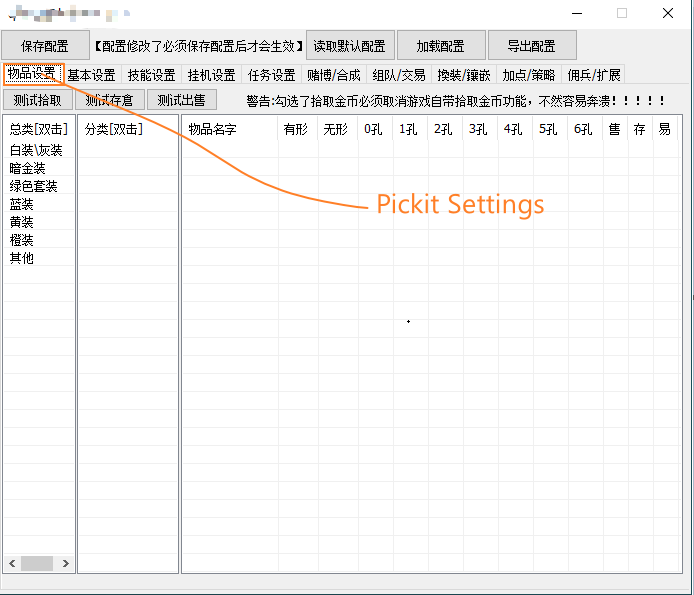 保存配置 【配置修改了必须保存配置后才会生效】 读取默认配置 加载配置 导出配置
物品设置 基本设置 技能设置 挂机设置 任务设置 赌博/合成 组队/交易 換裝/镶嵌 加点/策略 佣兵/扩展
测试拾取 测试存仓 测试出售 警告:勾选了拾取金币必须取消游戏自带拾取金币功能，不然容易奔溃！！！！！
总类[双击] 分类[双击] 物品名字 有形 无形 0孔 1孔 2孔 3孔 4孔 5孔 6孔 售 存 易
白装\灰装
暗金装
绿色套装
蓝装
黄装
橙装
其他
Pickit Settings